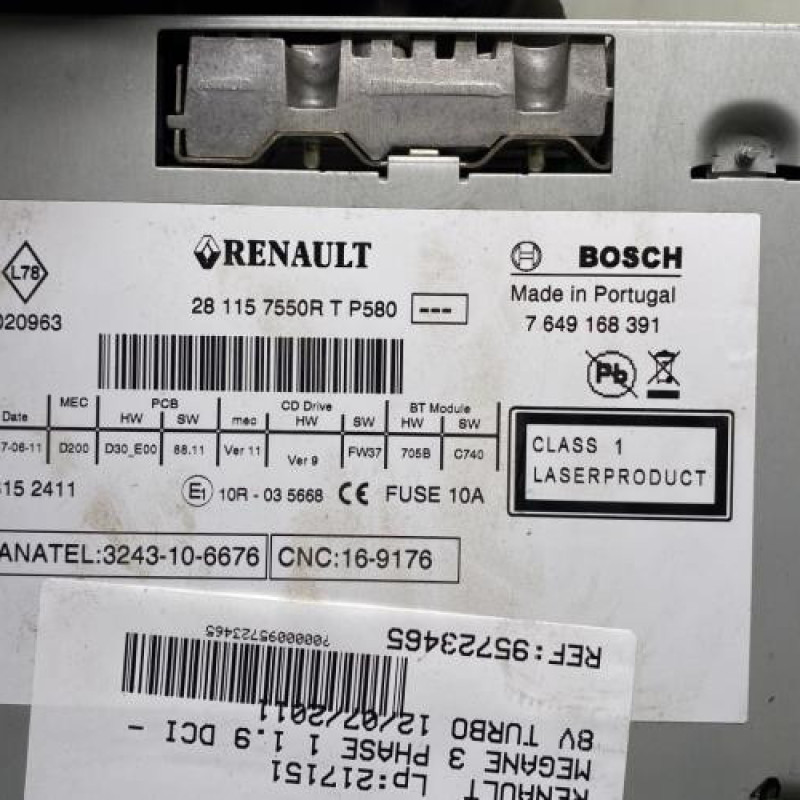 RENAULT
BOSCH
L78
Made in Portugal
28 115 7550R T P580 ---
7 649 168 391
020963
Pb
MEC PCB CD Drive BT Module
Date HW SW mec HW SW HW SW
7-06-11 D200 D30_E00 88.11 Ver 11 Ver 9 FW37 705B C740
CLASS 1
LASERPRODUCT
152 2411
E1 10R - 03 5668 CE FUSE 10A
ANATEL:3243-10-6676 CNC:16-9176
REF:95723465
70000095723465
8V TURBO 12/07/2011
MEGANE 3 PHASE 1 1.9 DCI -
RENAULT Lp:217151